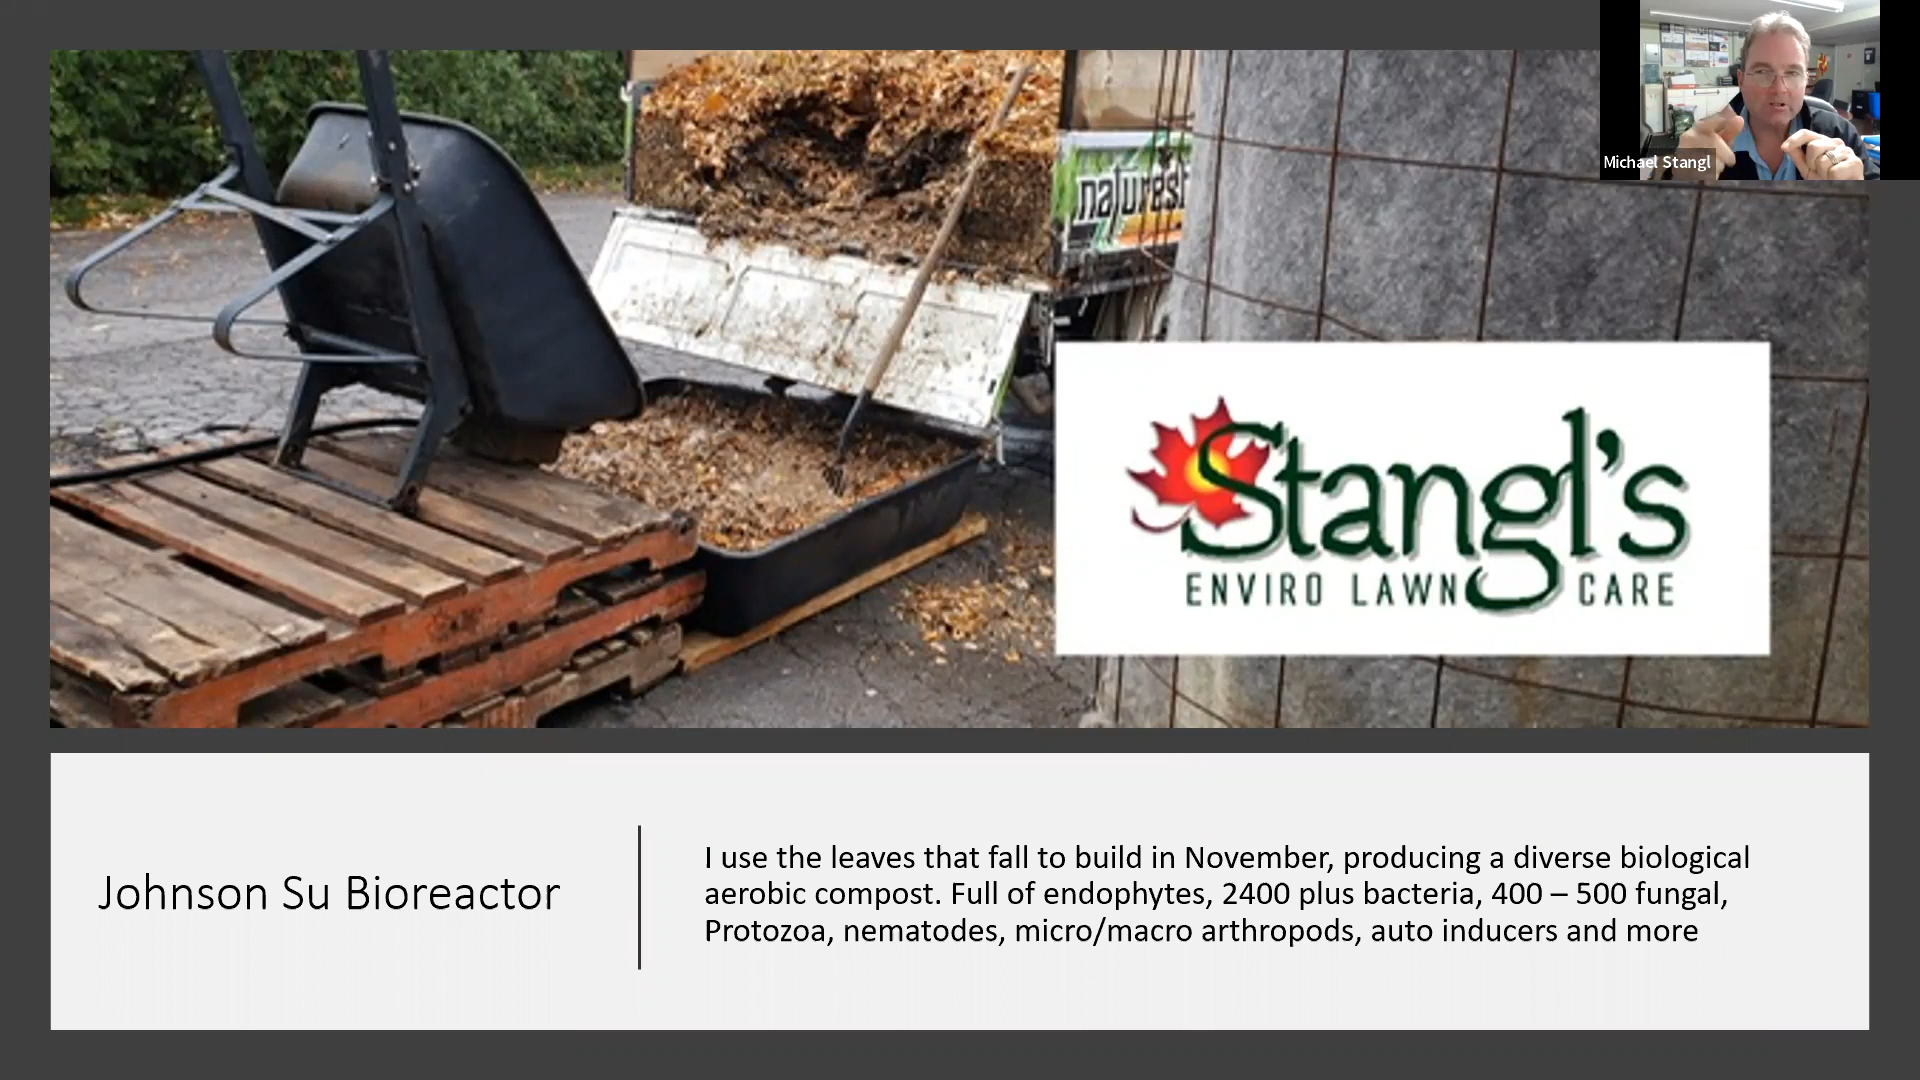 Michael Stangl
natures
Stangl's
ENVIRO LAWN CARE
Johnson Su Bioreactor
I use the leaves that fall to build in November, producing a diverse biological
aerobic compost. Full of endophytes, 2400 plus bacteria, 400 – 500 fungal,
Protozoa, nematodes, micro/macro arthropods, auto inducers and more